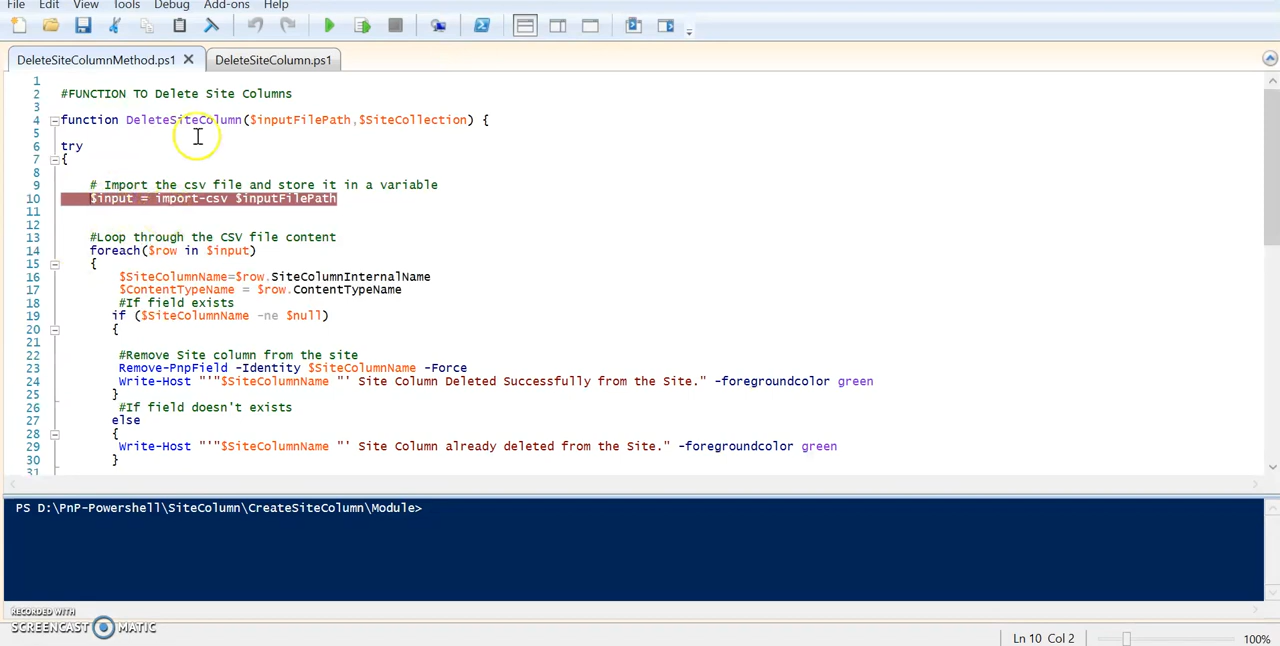 File Edit View Tools Debug Add-ons Help
DeleteSiteColumnMethod.ps1 DeleteSiteColumn.ps1
1
2 #FUNCTION TO Delete Site Columns
3
4 function DeleteSiteColumn($inputFilePath,$SiteCollection) {
5
6 try
7 {
8
9 # Import the csv file and store it in a variable
10 $input = import-csv $inputFilePath
11
12
13 #Loop through the CSV file content
14 foreach($row in $input)
15 {
16 $SiteColumnName=$row.SiteColumnInternalName
17 $ContentTypeName = $row.ContentTypeName
18 #If field exists
19 if ($SiteColumnName -ne $null)
20 {
21
22 #Remove Site column from the site
23 Remove-PnpField -Identity $SiteColumnName -Force
24 Write-Host "'"$SiteColumnName "' Site Column Deleted Successfully from the Site." -foregroundcolor green
25 }
26 #If field doesn't exists
27 else
28 {
29 Write-Host "'"$SiteColumnName "' Site Column already deleted from the Site." -foregroundcolor green
30 }
31
PS D:\PnP-Powershell\SiteColumn\CreateSiteColumn\Module>
RECORDED WITH
SCREENCAST MATIC
Ln 10 Col 2 100%